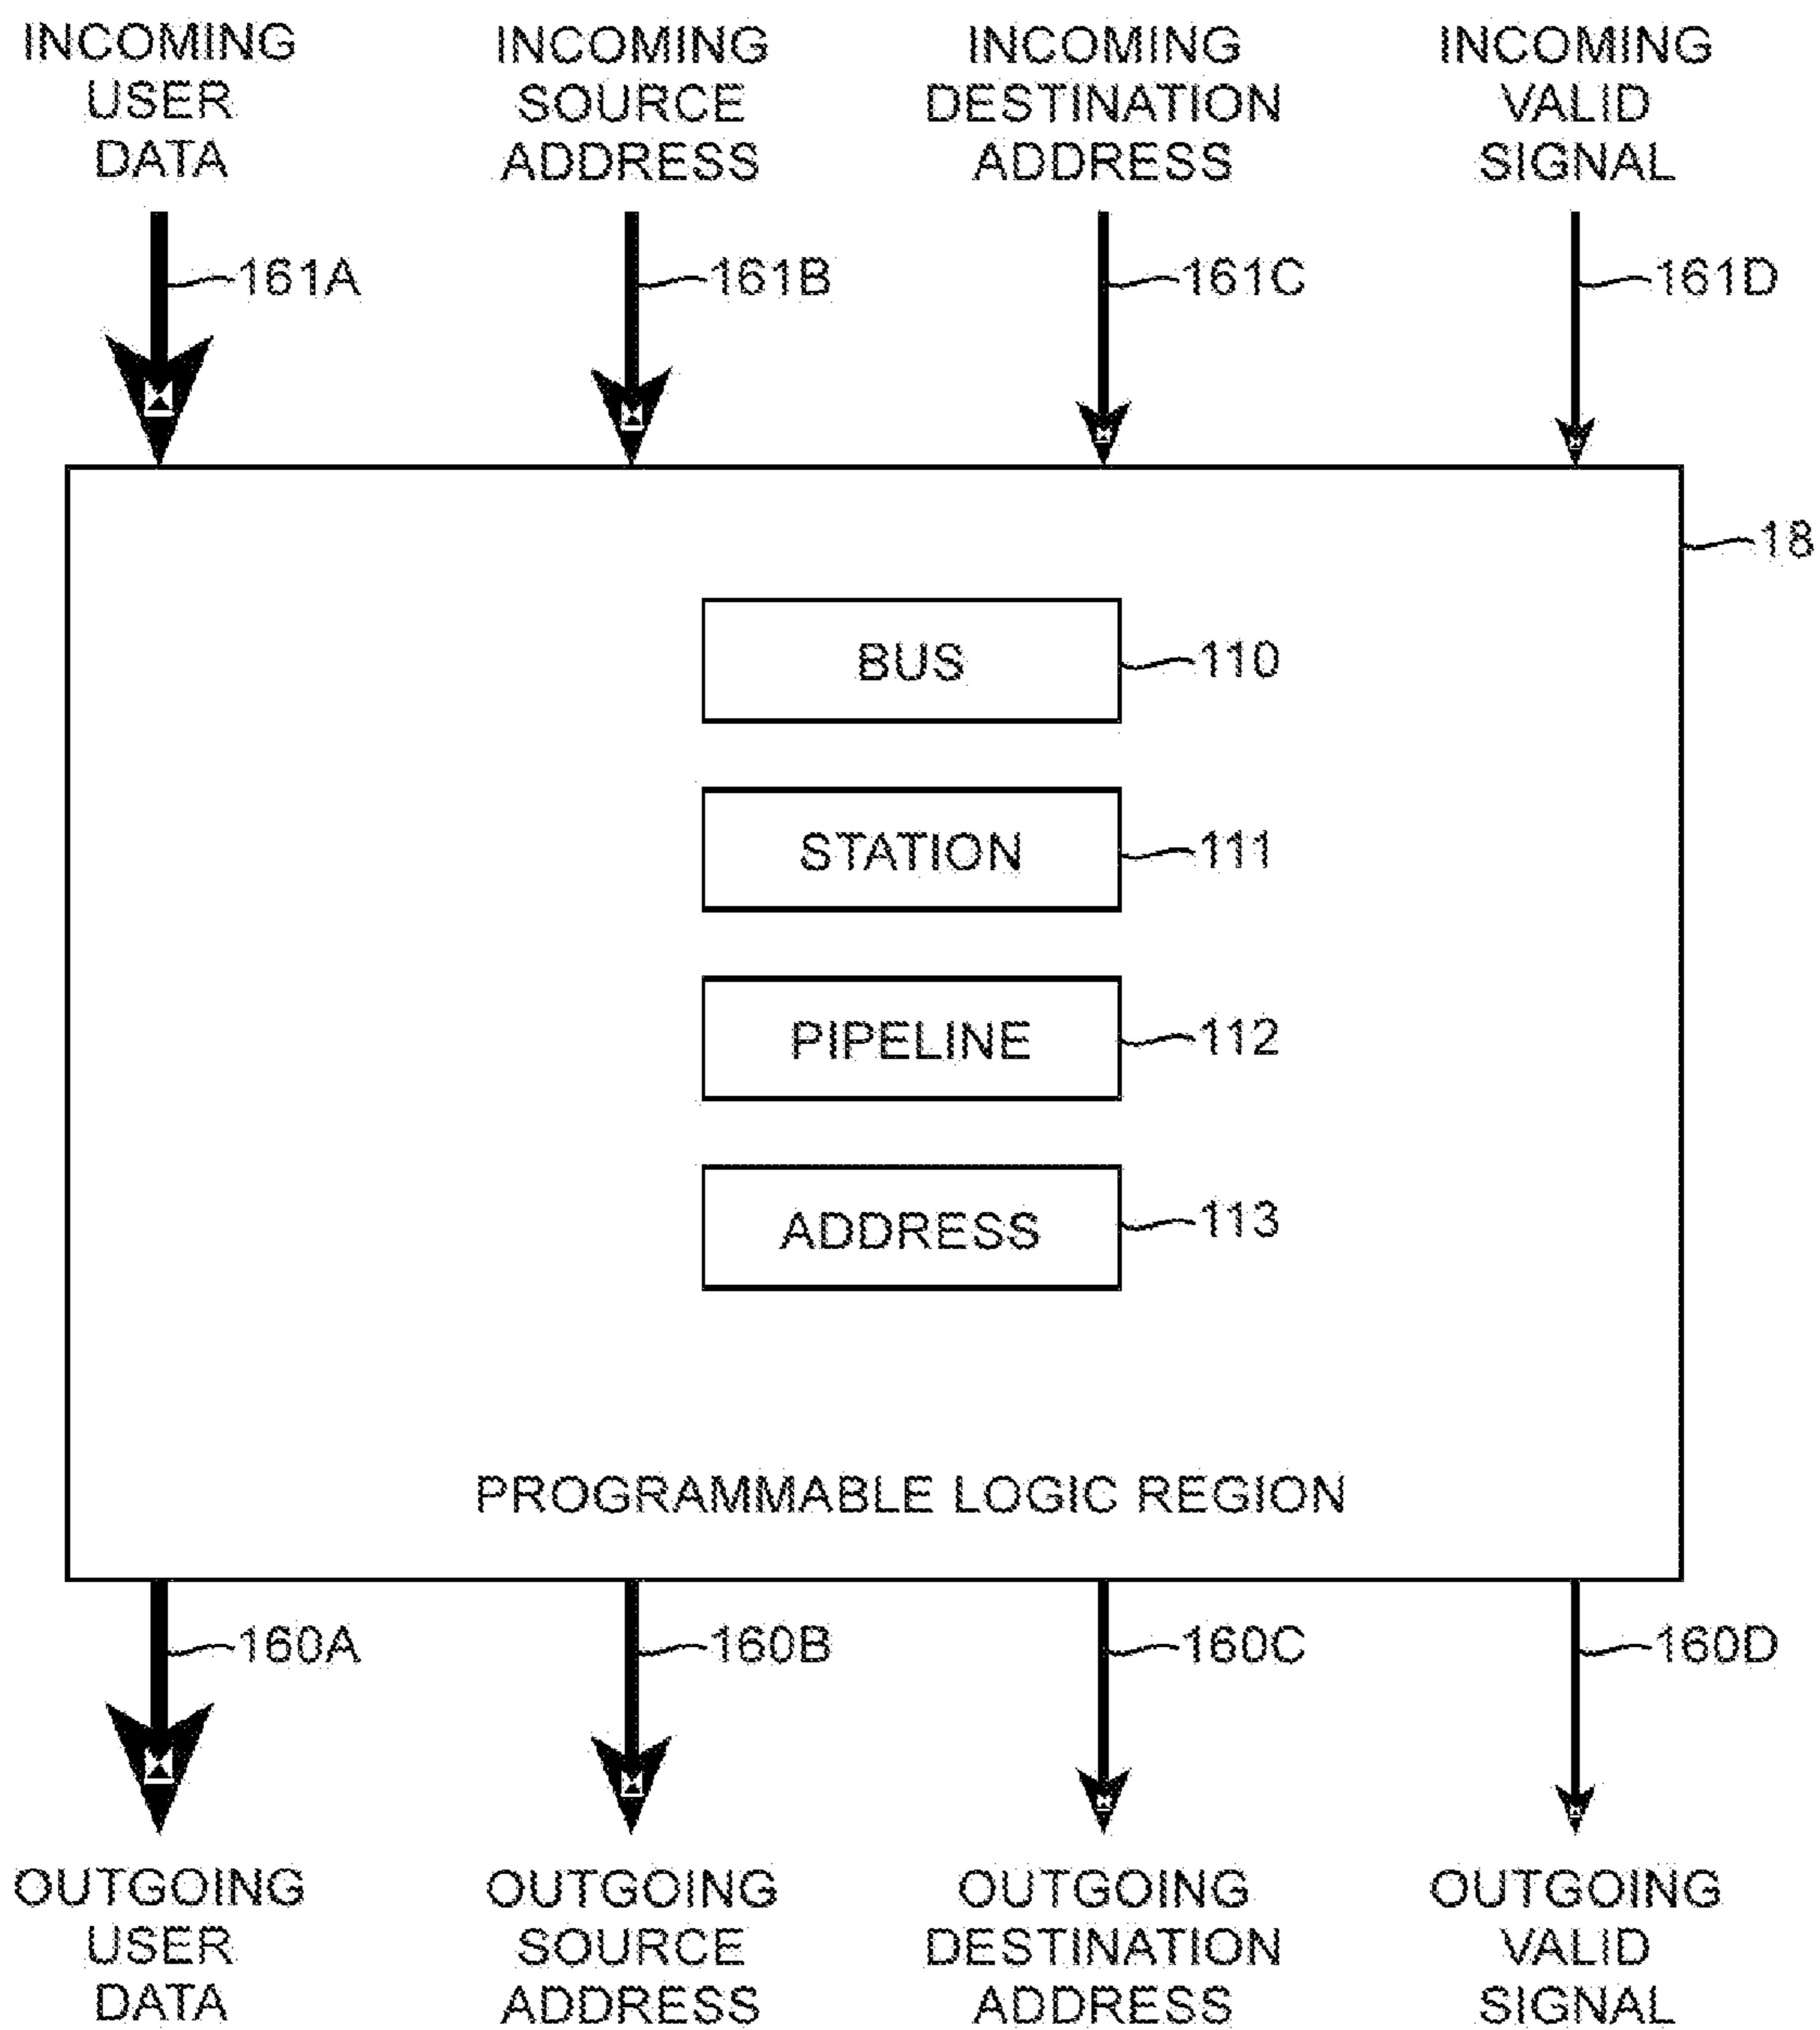 INCOMING
USER
DATA
INCOMING
SOURCE
ADDRESS
INCOMING
DESTINATION
ADDRESS
INCOMING
VALID
SIGNAL
161A
161B
161C
161D
18
BUS
110
STATION
111
PIPELINE
112
ADDRESS
113
PROGRAMMABLE LOGIC REGION
160A
160B
160C
160D
OUTGOING
USER
DATA
OUTGOING
SOURCE
ADDRESS
OUTGOING
DESTINATION
ADDRESS
OUTGOING
VALID
SIGNAL